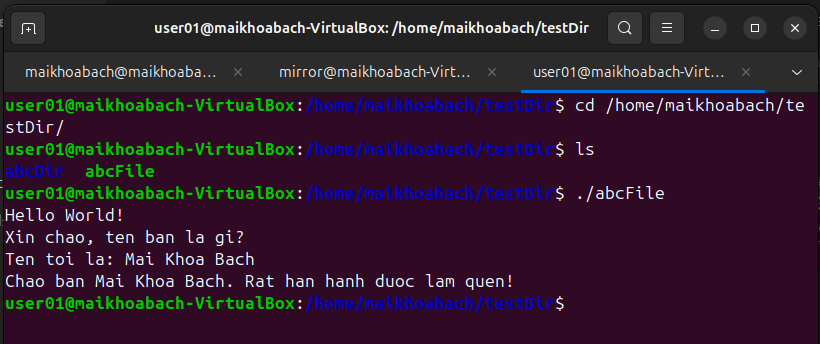 user01@maikhoabach-VirtualBox: /home/maikhoabach/testDir
maikhoabach@maikhoaba...
mirror@maikhoabach-Virt...
user01@maikhoabach-Virt...
user01@maikhoabach-VirtualBox:/home/maikhoabach/testDir$ cd /home/maikhoabach/te
stDir/
user01@maikhoabach-VirtualBox:/home/maikhoabach/testDir$ ls
abcDir  abcFile
user01@maikhoabach-VirtualBox:/home/maikhoabach/testDir$ ./abcFile
Hello World!
Xin chao, ten ban la gi?
Ten toi la: Mai Khoa Bach
Chao ban Mai Khoa Bach. Rat han hanh duoc lam quen!
user01@maikhoabach-VirtualBox:/home/maikhoabach/testDir$